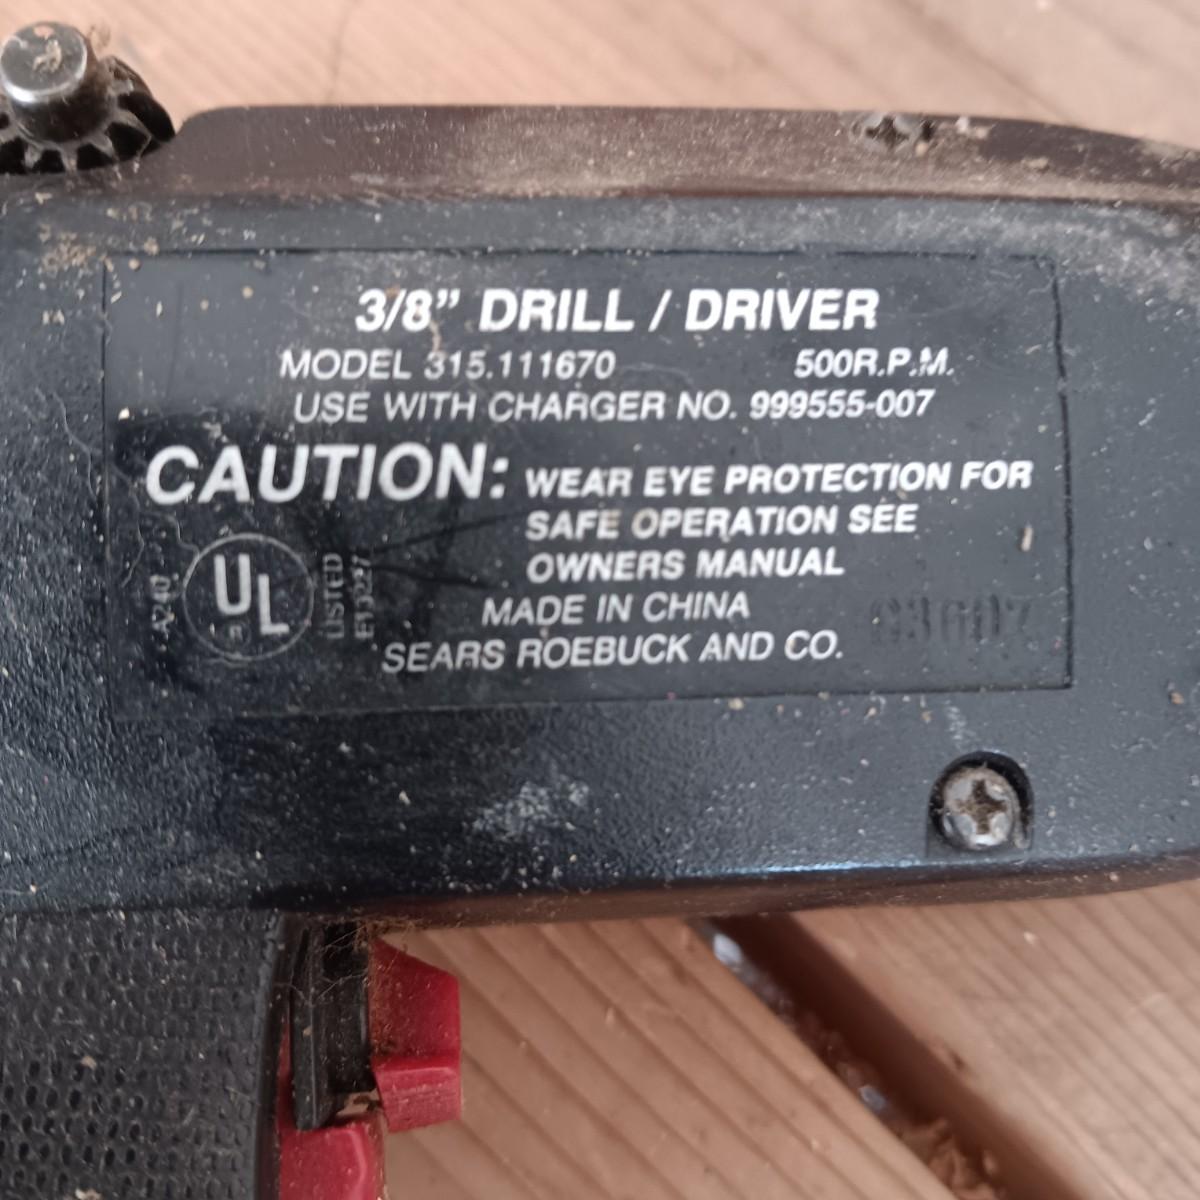 3/8” DRILL / DRIVER
MODEL 315.111670 500R.P.M.
USE WITH CHARGER NO. 999555-007
CAUTION: WEAR EYE PROTECTION FOR
SAFE OPERATION SEE
OWNERS MANUAL
MADE IN CHINA
SEARS ROEBUCK AND CO.
A240
UL
LISTED